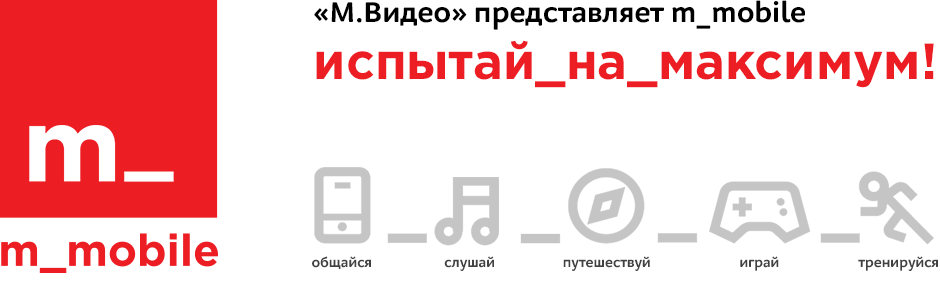 «М.Видео» представляет m_mobile
испытай_на_максимум!
m_
m_mobile
общайся слушай путешествуй играй тренируйся